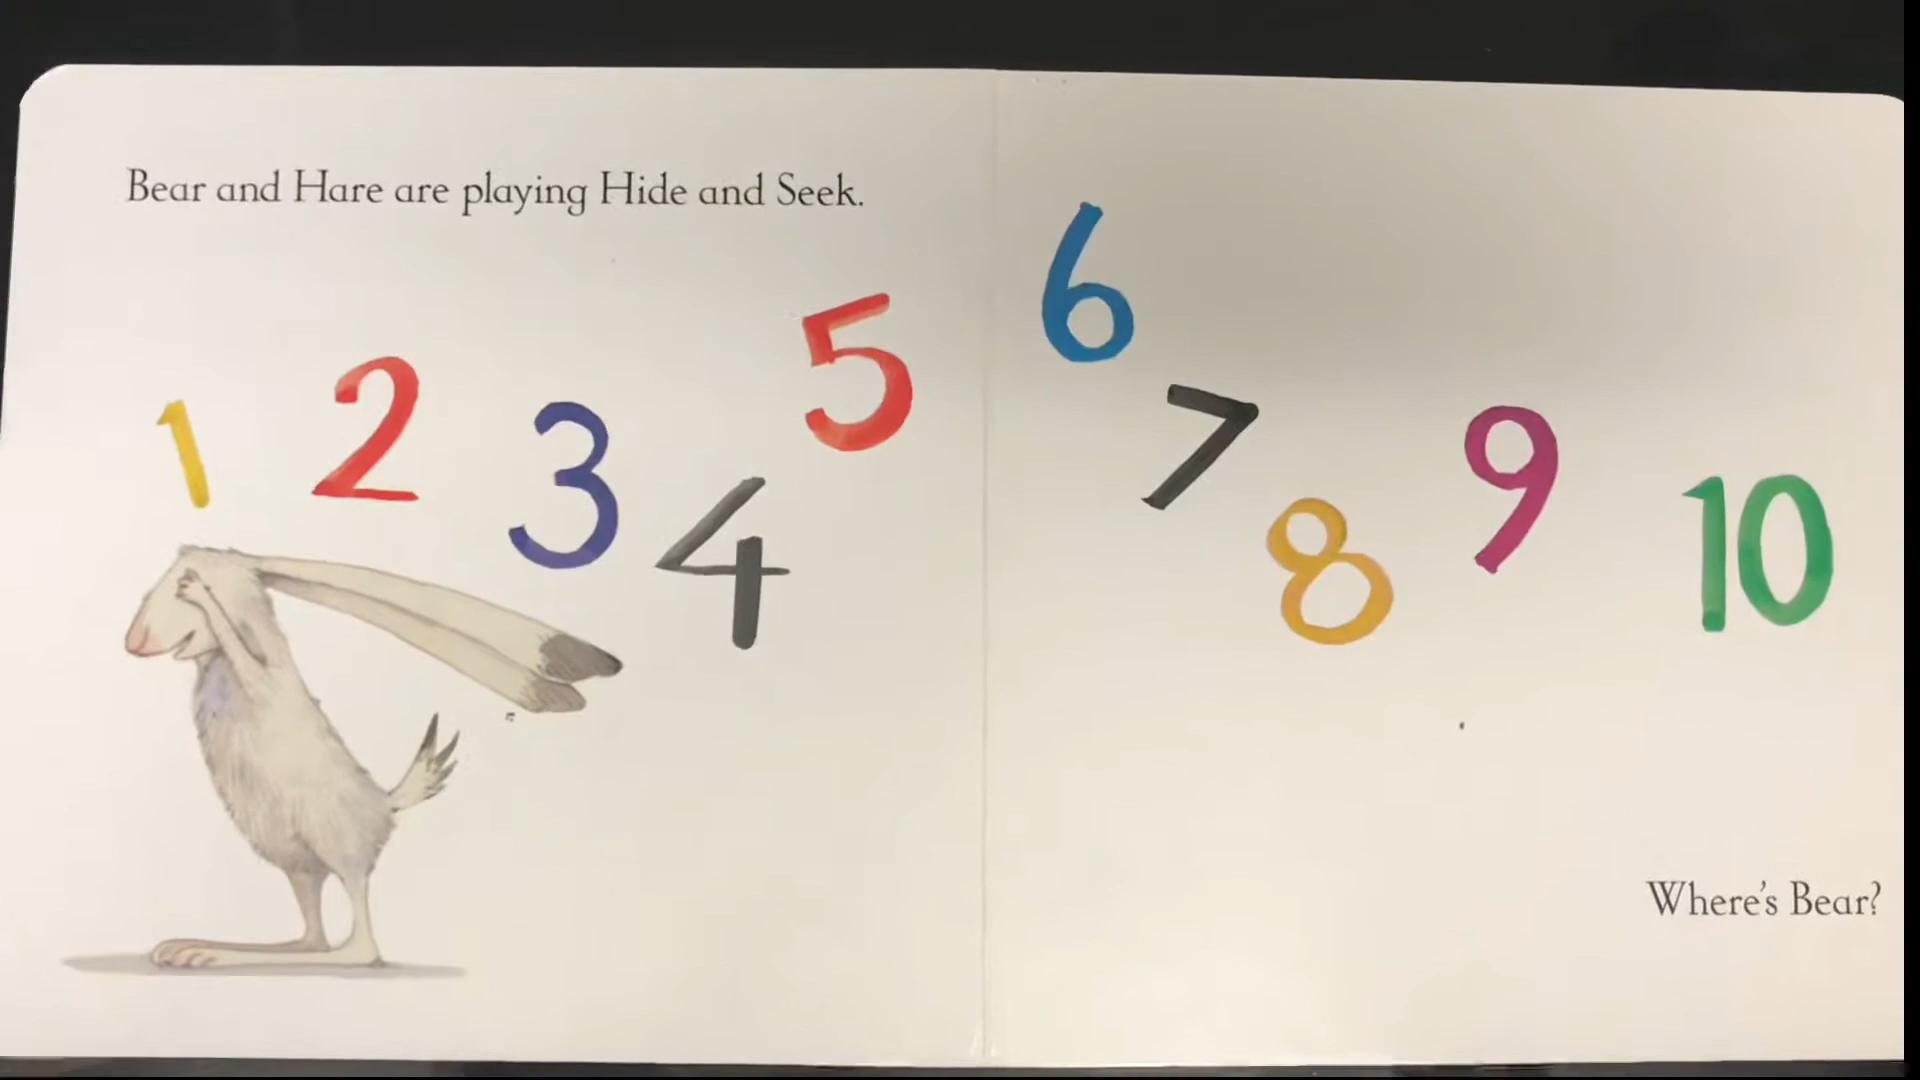 Bear and Hare are playing Hide and Seek.
1 2 3 4 5 6 7 8 9 10
Where's Bear?